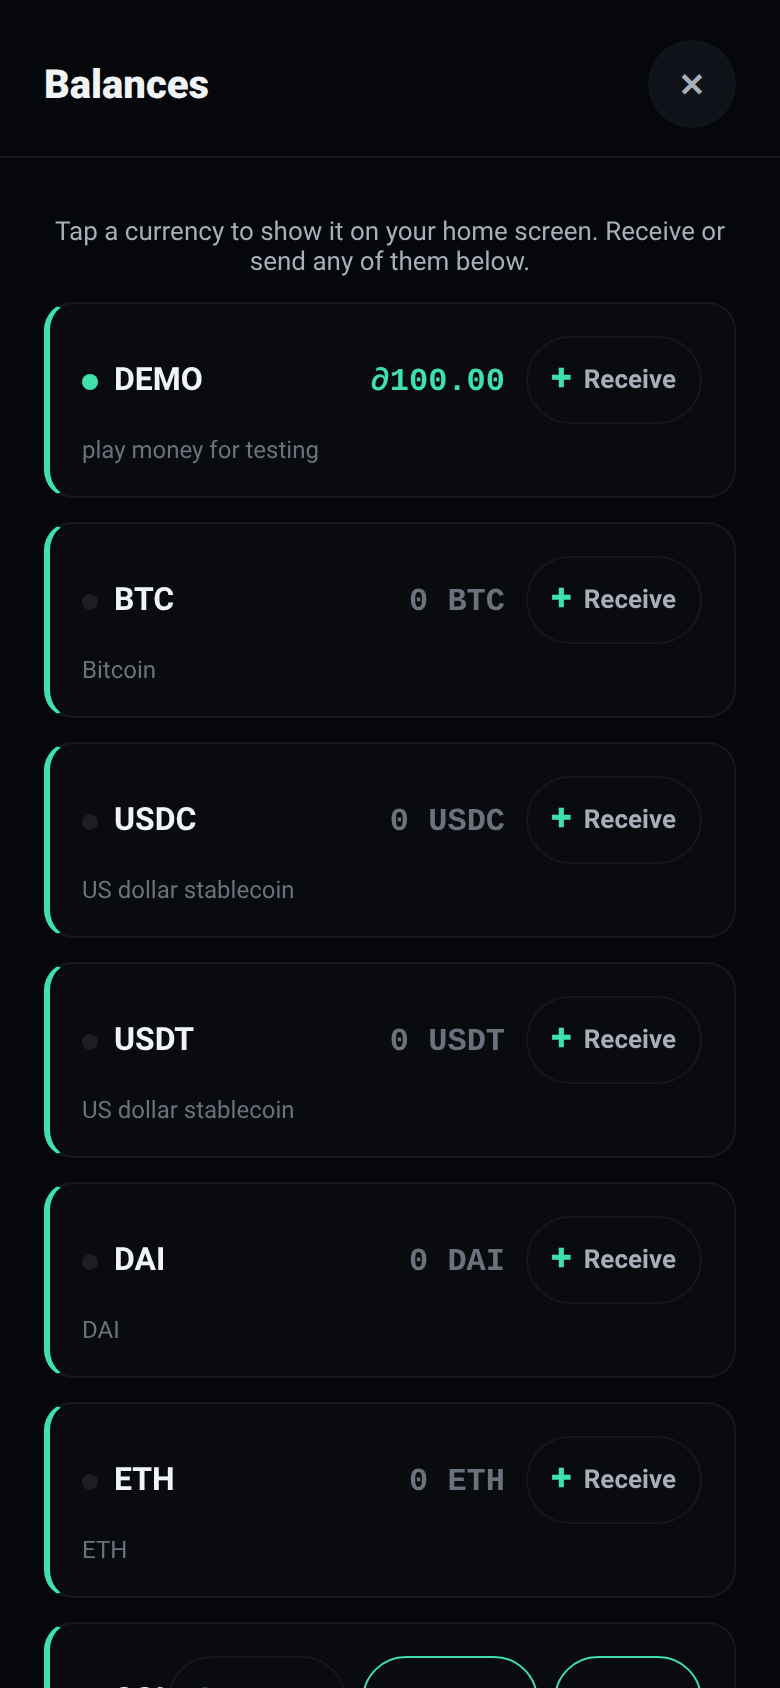 Balances
Tap a currency to show it on your home screen. Receive or
send any of them below.
DEMO ∂100.00 + Receive
play money for testing
BTC 0 BTC + Receive
Bitcoin
USDC 0 USDC + Receive
US dollar stablecoin
USDT 0 USDT + Receive
US dollar stablecoin
DAI 0 DAI + Receive
DAI
ETH 0 ETH + Receive
ETH